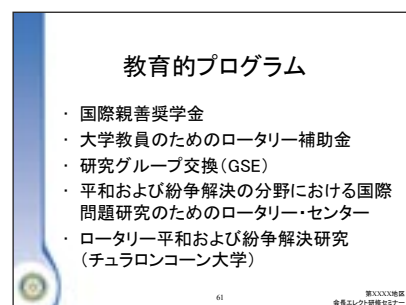 教育的プログラム
・ 国際親善奨学金
・ 大学教員のためのロータリー補助金
・ 研究グループ交換（GSE）
・ 平和および紛争解決の分野における国際
問題研究のためのロータリー・センター
・ ロータリー平和および紛争解決研究
（チュラロンコーン大学）
61
第XXXX地区
会長エレクト研修セミナー